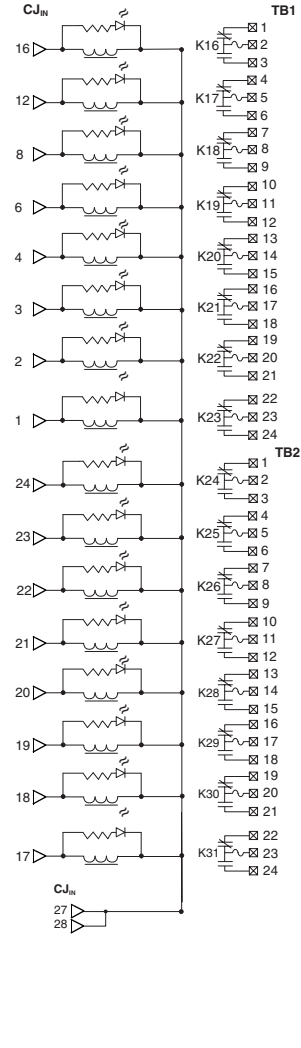 CJIN TB1
1
16 K16 2
3
4
12 K17 5
6
7
8 K18 8
9
10
6 K19 11
12
13
4 K20 14
15
16
3 K21 17
18
19
2 K22 20
21
22
1 K23 23
24
TB2
1
24 K24 2
3
4
23 K25 5
6
7
22 K26 8
9
10
21 K27 11
12
13
20 K28 14
15
16
19 K29 17
18
19
18 K30 20
21
22
17 K31 23
24
CJIN
27
28